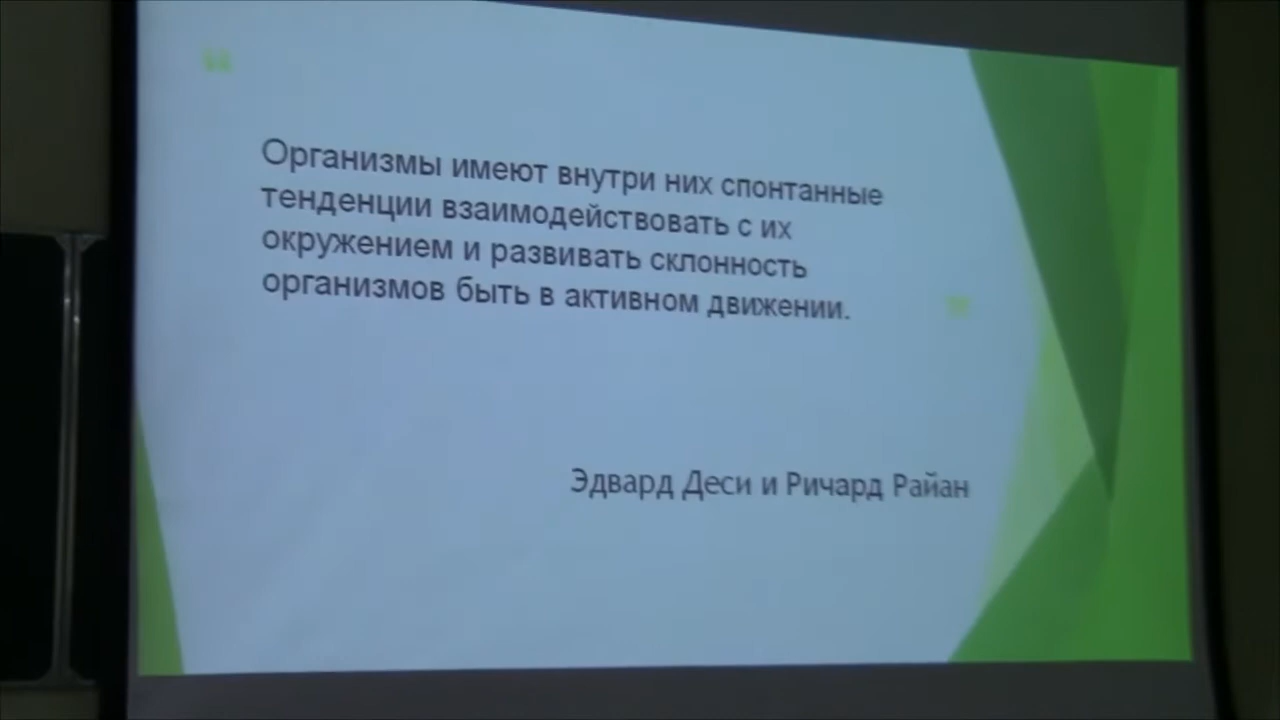 “
Организмы имеют внутри них спонтанные
тенденции взаимодействовать с их
окружением и развивать склонность
организмов быть в активном движении.
”
Эдвард Деси и Ричард Райан